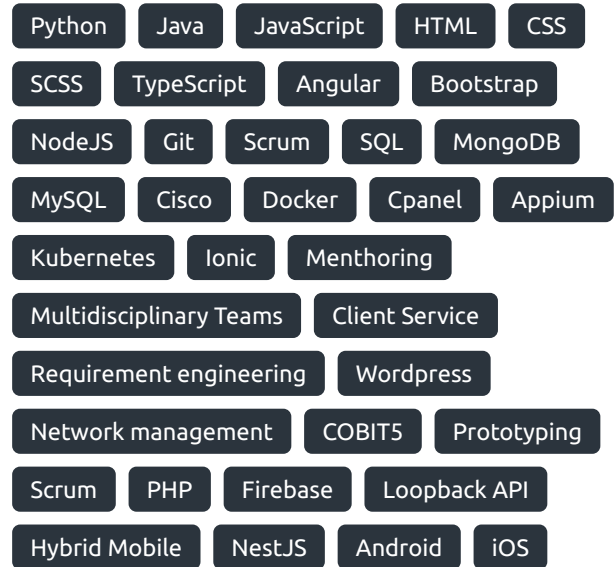 Python Java JavaScript HTML CSS
SCSS TypeScript Angular Bootstrap
NodeJS Git Scrum SQL MongoDB
MySQL Cisco Docker Cpanel Appium
Kubernetes Ionic Menthoring
Multidisciplinary Teams Client Service
Requirement engineering Wordpress
Network management COBIT5 Prototyping
Scrum PHP Firebase Loopback API
Hybrid Mobile NestJS Android iOS